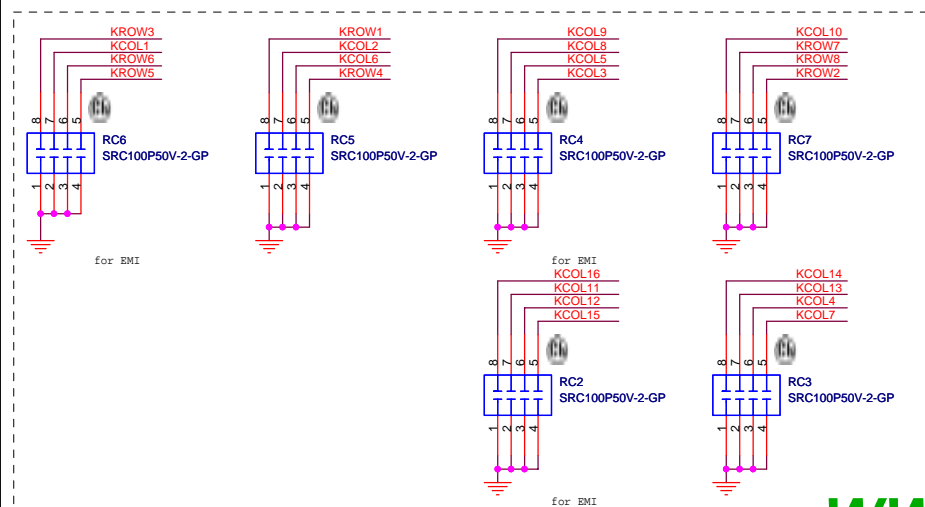 KROW3
KCOL1
KROW6
KROW5
8 7 6 5
RC6
SRC100P50V-2-GP
1 2 3 4
for EMI
KROW1
KCOL2
KCOL6
KROW4
8 7 6 5
RC5
SRC100P50V-2-GP
1 2 3 4
KCOL9
KCOL8
KCOL5
KCOL3
8 7 6 5
RC4
SRC100P50V-2-GP
1 2 3 4
for EMI
KCOL10
KROW7
KROW8
KROW2
8 7 6 5
RC7
SRC100P50V-2-GP
1 2 3 4
KCOL16
KCOL11
KCOL12
KCOL15
8 7 6 5
RC2
SRC100P50V-2-GP
1 2 3 4
for EMI
KCOL14
KCOL13
KCOL4
KCOL7
8 7 6 5
RC3
SRC100P50V-2-GP
1 2 3 4